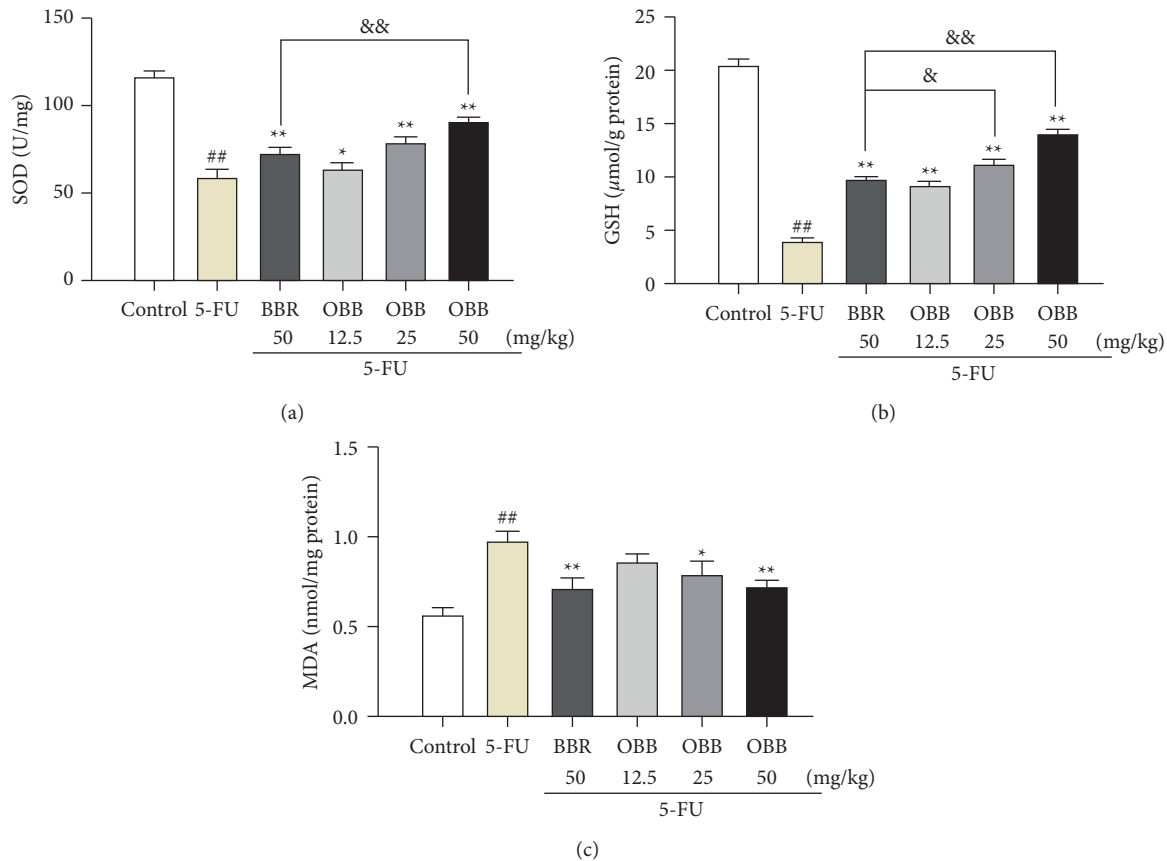 150
100
50
0
SOD (U/mg)
&&
##
**
*
**
**
Control 5-FU BBR OBB OBB OBB
50 12.5 25 50 (mg/kg)
5-FU
(a)
25
20
15
10
5
0
GSH (μmol/g protein)
&&
&
##
**
**
**
**
Control 5-FU BBR OBB OBB OBB
50 12.5 25 50 (mg/kg)
5-FU
(b)
1.5
1.0
0.5
0.0
MDA (nmol/mg protein)
##
**
*
**
Control 5-FU BBR OBB OBB OBB
50 12.5 25 50 (mg/kg)
5-FU
(c)